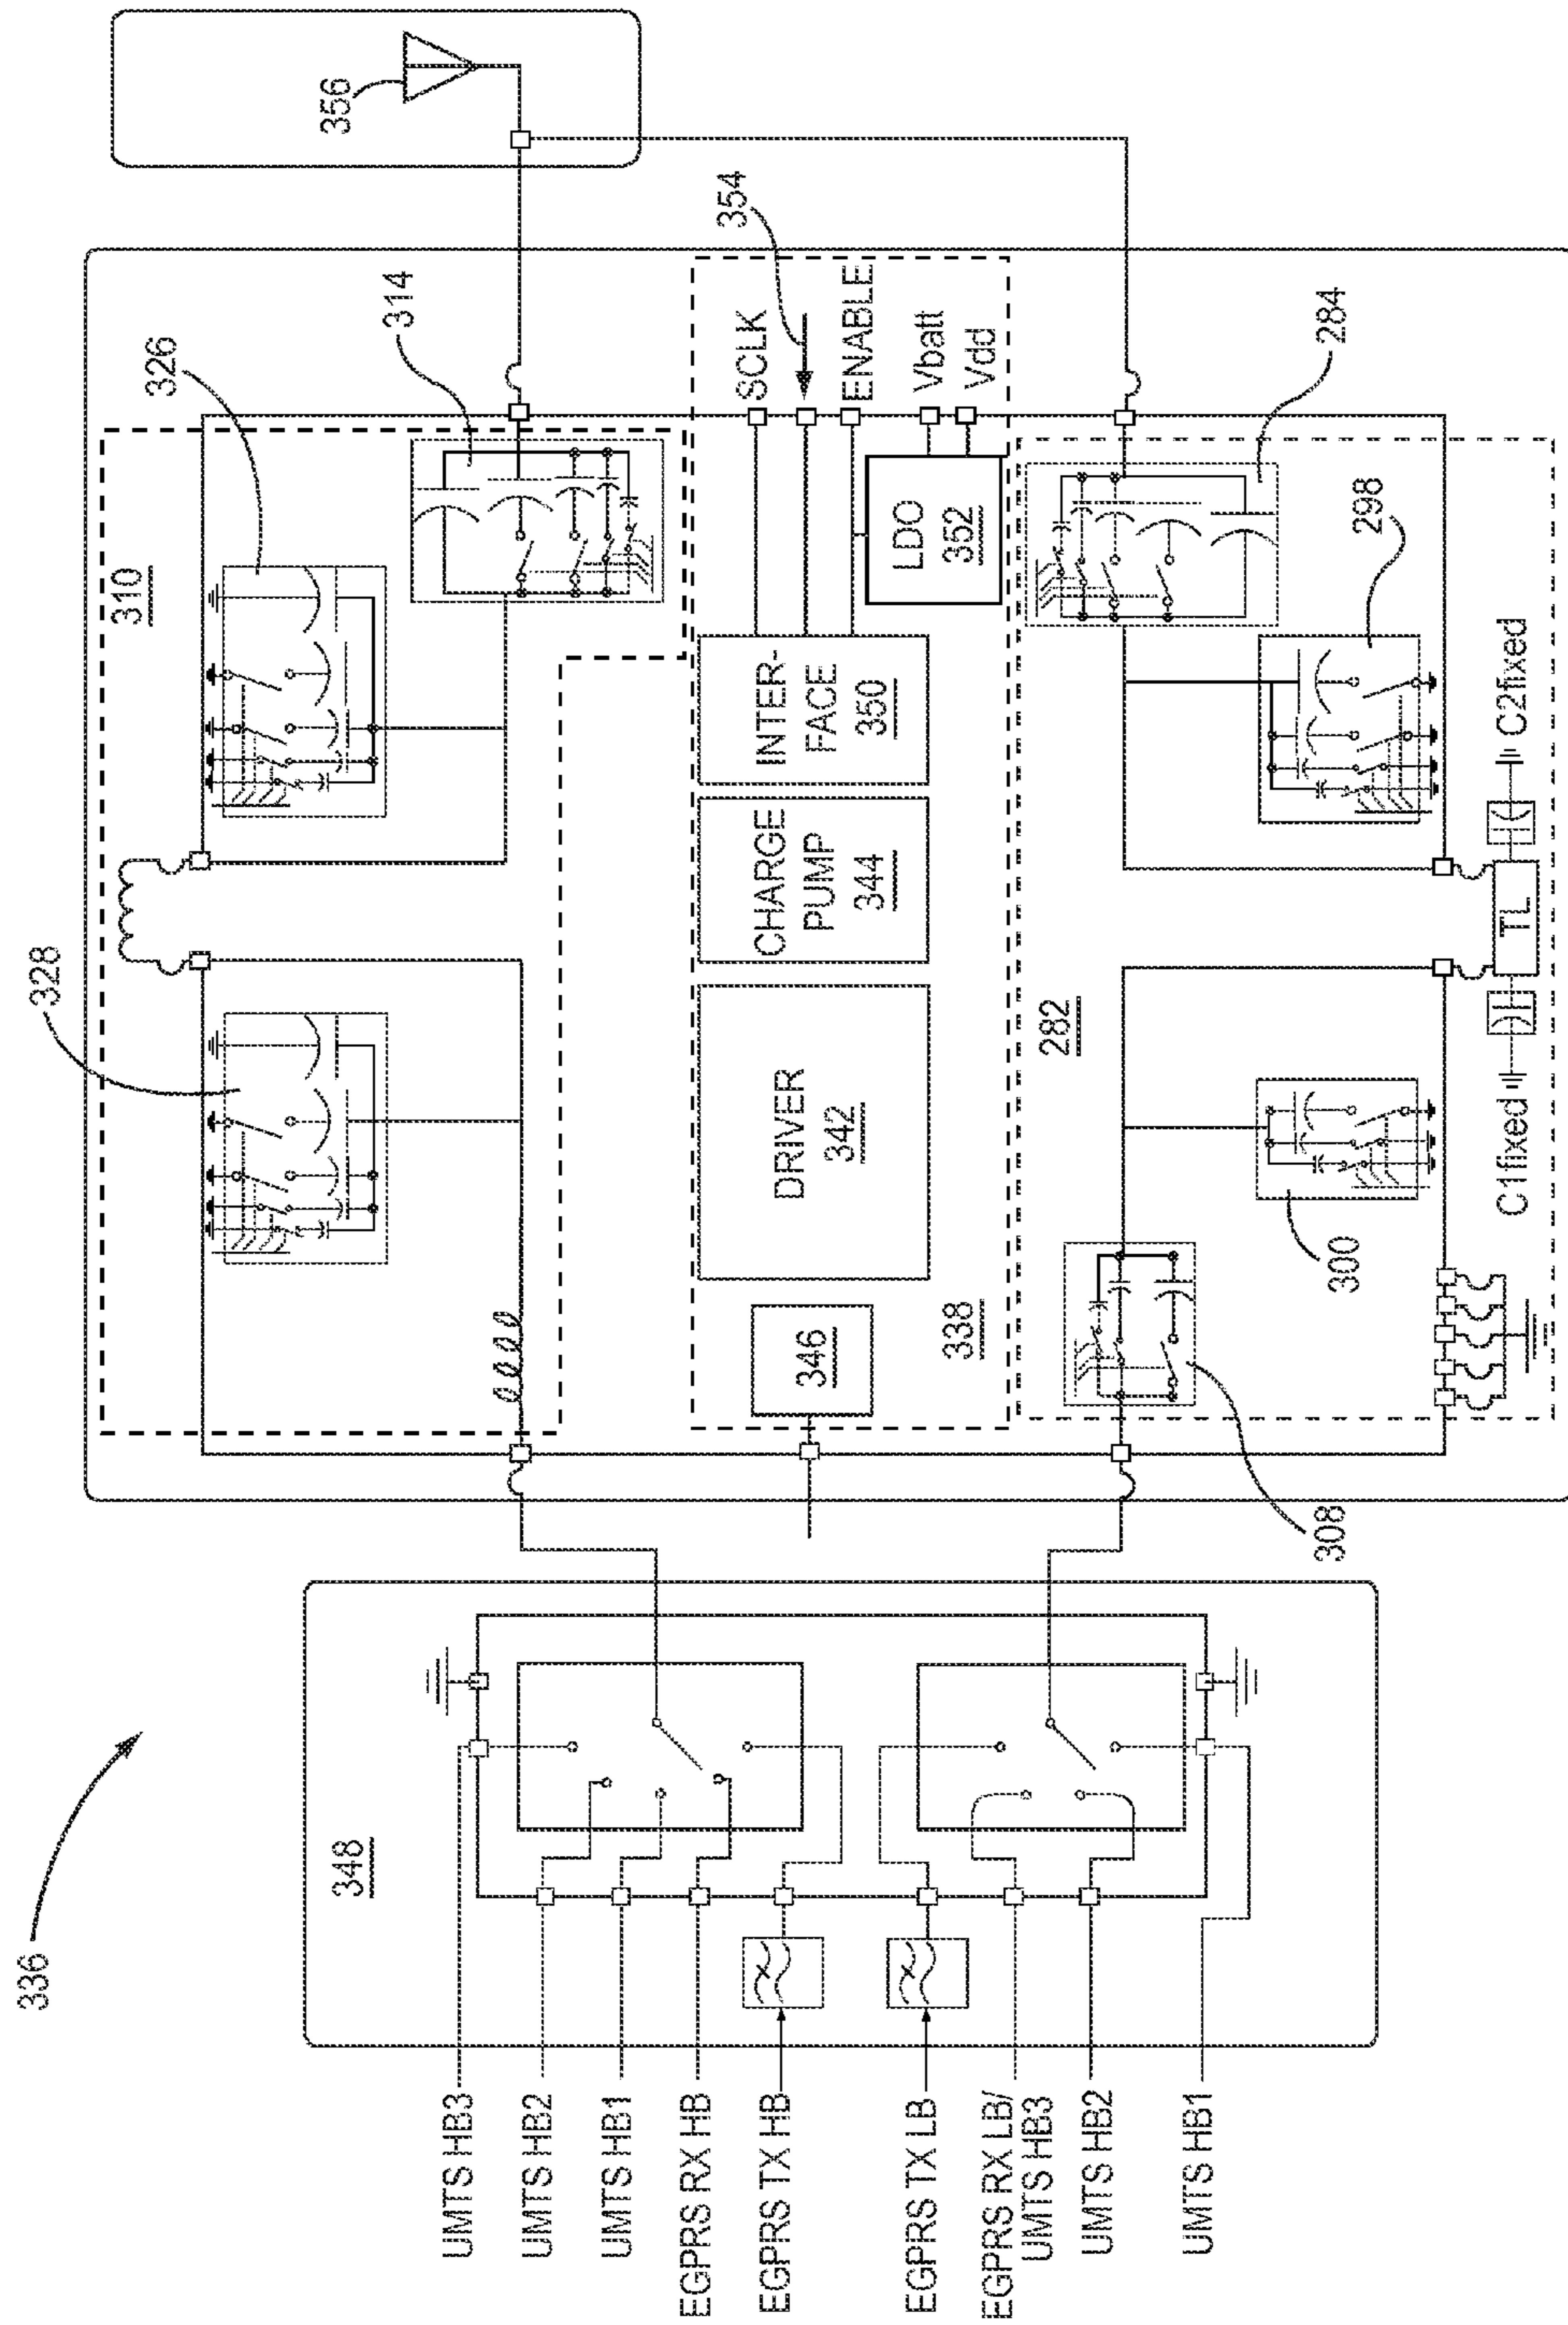 336
348
UMTS HB3
UMTS HB2
UMTS HB1
EGPRS RX HB
EGPRS TX HB
EGPRS TX LB
EGPRS RX LB/
UMTS HB3
UMTS HB2
UMTS HB1
328
310
326
314
356
346
DRIVER
342
CHARGE
PUMP
344
INTER-
FACE
350
LDO
352
SCLK
354
ENABLE
Vbatt
Vdd
338
282
308
300
298
284
C1fixed
TL
C2fixed